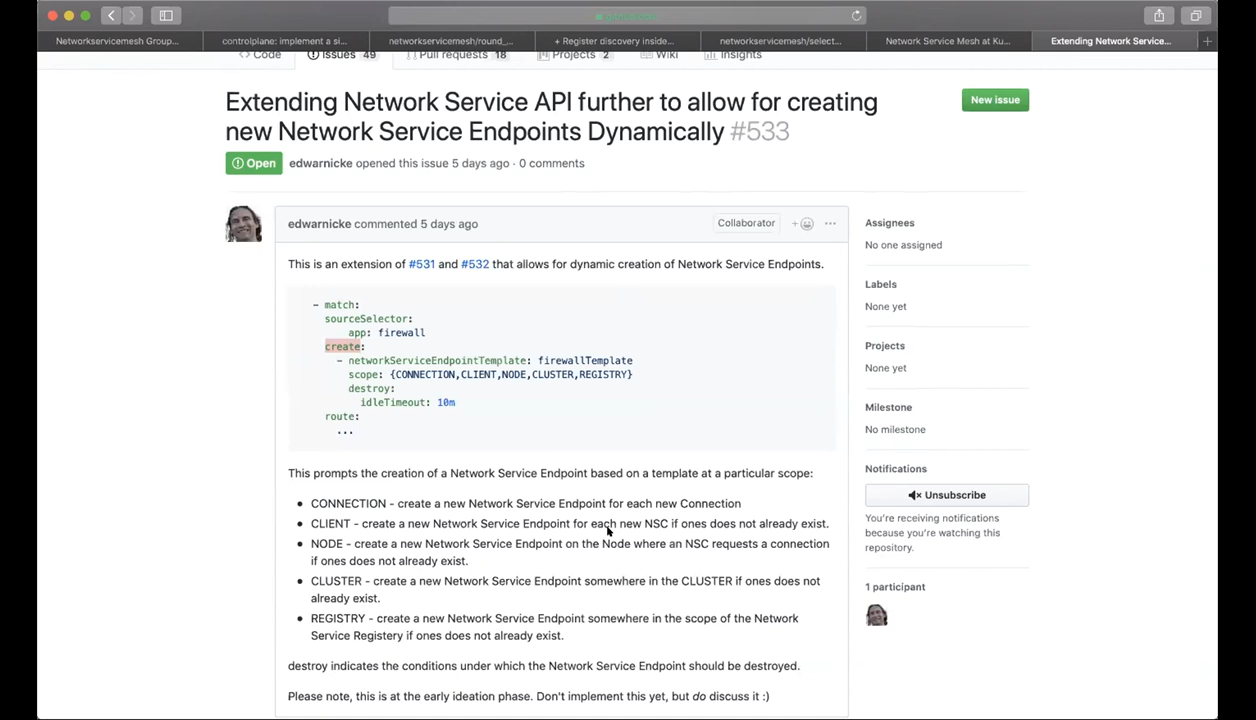 github.com
Networkservicemesh Group...
controlplane: implement a si...
networkservicemesh/round_...
+ Register discovery inside...
networkservicemesh/select...
Network Service Mesh at Ku...
Extending Network Service...
Code
Issues 49
Pull requests 18
Projects 2
Wiki
Insights
Extending Network Service API further to allow for creating
new Network Service Endpoints Dynamically #533
New issue
Open
edwarnicke opened this issue 5 days ago · 0 comments
edwarnicke commented 5 days ago
Collaborator
This is an extension of #531 and #532 that allows for dynamic creation of Network Service Endpoints.
- match:
sourceSelector:
app: firewall
create:
- networkServiceEndpointTemplate: firewallTemplate
scope: {CONNECTION,CLIENT,NODE,CLUSTER,REGISTRY}
destroy:
idleTimeout: 10m
route:
...
This prompts the creation of a Network Service Endpoint based on a template at a particular scope:
• CONNECTION - create a new Network Service Endpoint for each new Connection
• CLIENT - create a new Network Service Endpoint for each new NSC if ones does not already exist.
• NODE - create a new Network Service Endpoint on the Node where an NSC requests a connection
if ones does not already exist.
• CLUSTER - create a new Network Service Endpoint somewhere in the CLUSTER if ones does not
already exist.
• REGISTRY - create a new Network Service Endpoint somewhere in the scope of the Network
Service Registery if ones does not already exist.
destroy indicates the conditions under which the Network Service Endpoint should be destroyed.
Please note, this is at the early ideation phase. Don't implement this yet, but do discuss it :)
Assignees
No one assigned
Labels
None yet
Projects
None yet
Milestone
No milestone
Notifications
Unsubscribe
You're receiving notifications
because you're watching this
repository.
1 participant